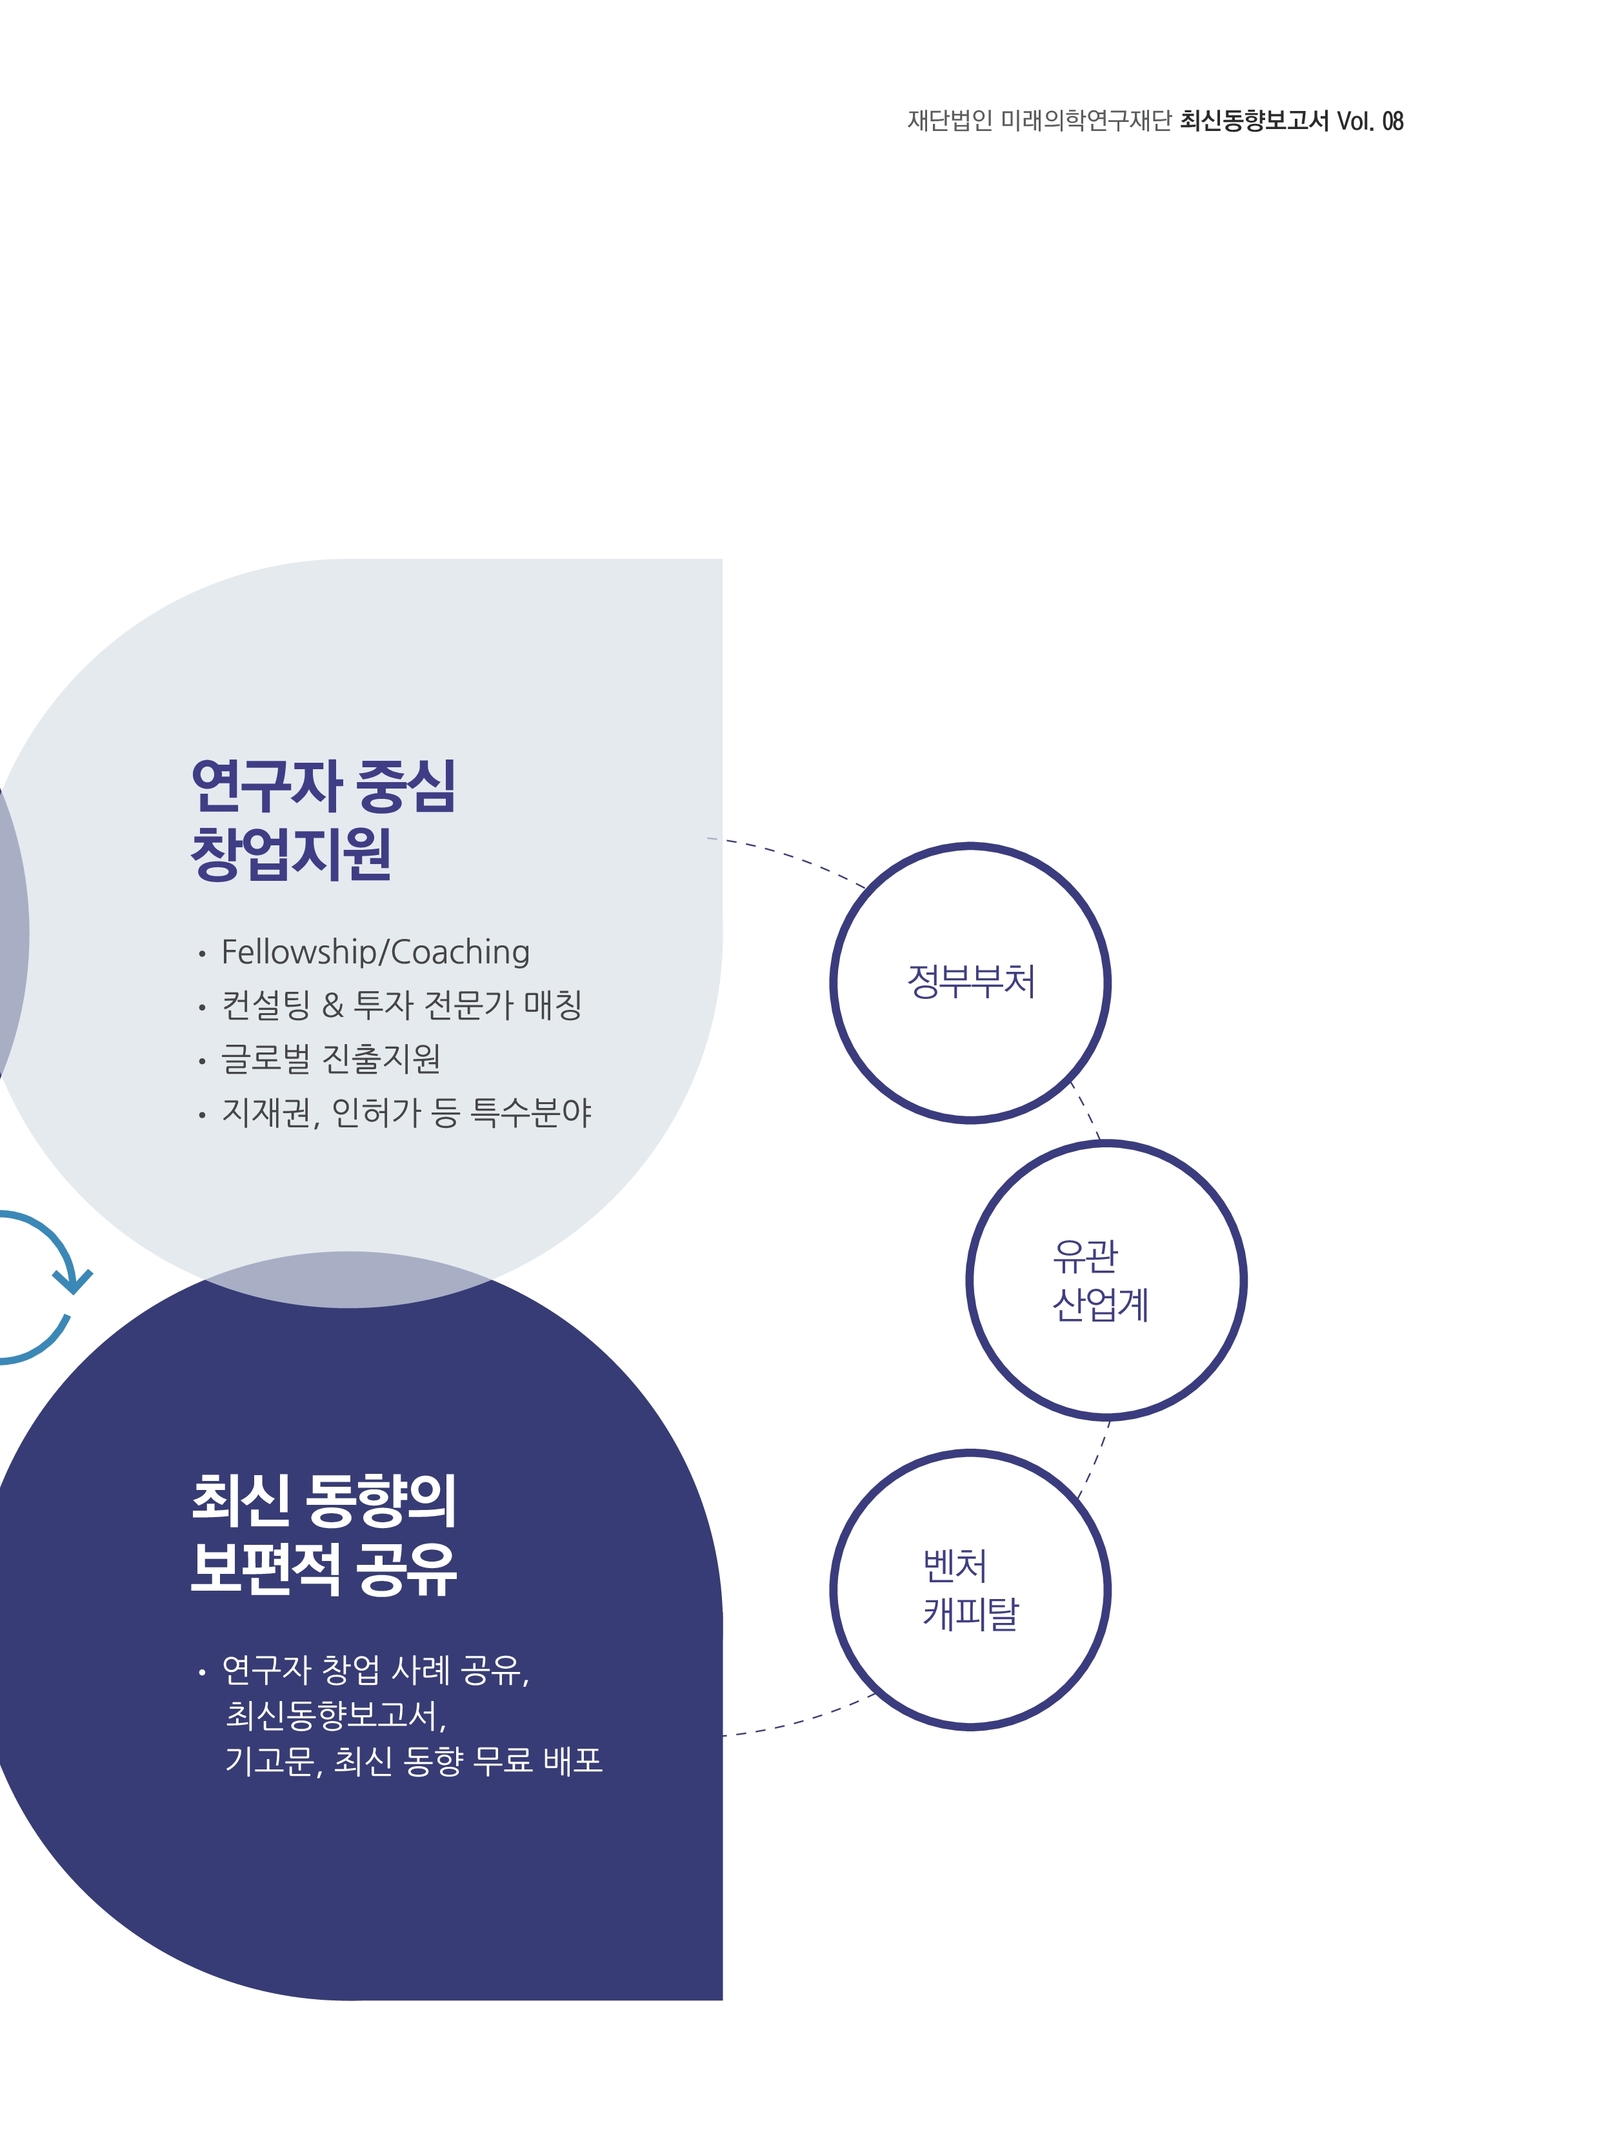 재단법인 미래의학연구재단 최신동향보고서 Vol. 08
연구자 중심
창업지원
• Fellowship/Coaching
• 컨설팅 & 투자 전문가 매칭
• 글로벌 진출지원
• 지재권, 인허가 등 특수분야
정부부처
유관
산업계
최신 동향의
보편적 공유
• 연구자 창업 사례 공유,
최신동향보고서,
기고문, 최신 동향 무료 배포
벤처
캐피탈